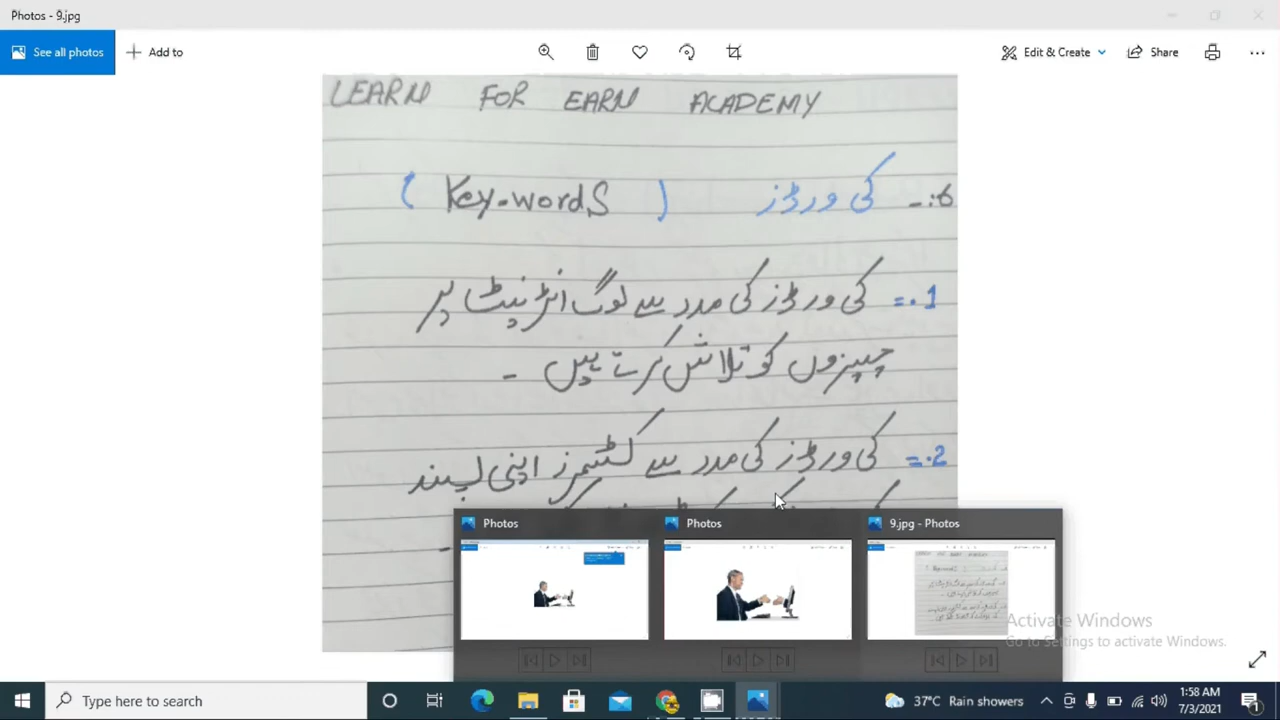 Photos - 9.jpg
See all photos
Add to
Edit & Create
Share
LEARN FOR EARN ACADEMY
6:- کی ورڈز ( Key-words )
1.= کی ورڈز کی مدد سے لوگ انٹرنیٹ پر
چیزوں کو تلاش کرتے ہیں -
2.= کی ورڈز کی مدد سے کسٹمرز اپنی پسند
Photos
Photos
9.jpg - Photos
Activate Windows
Go to Settings to activate Windows.
Type here to search
37°C Rain showers
1:58 AM
7/3/2021
1